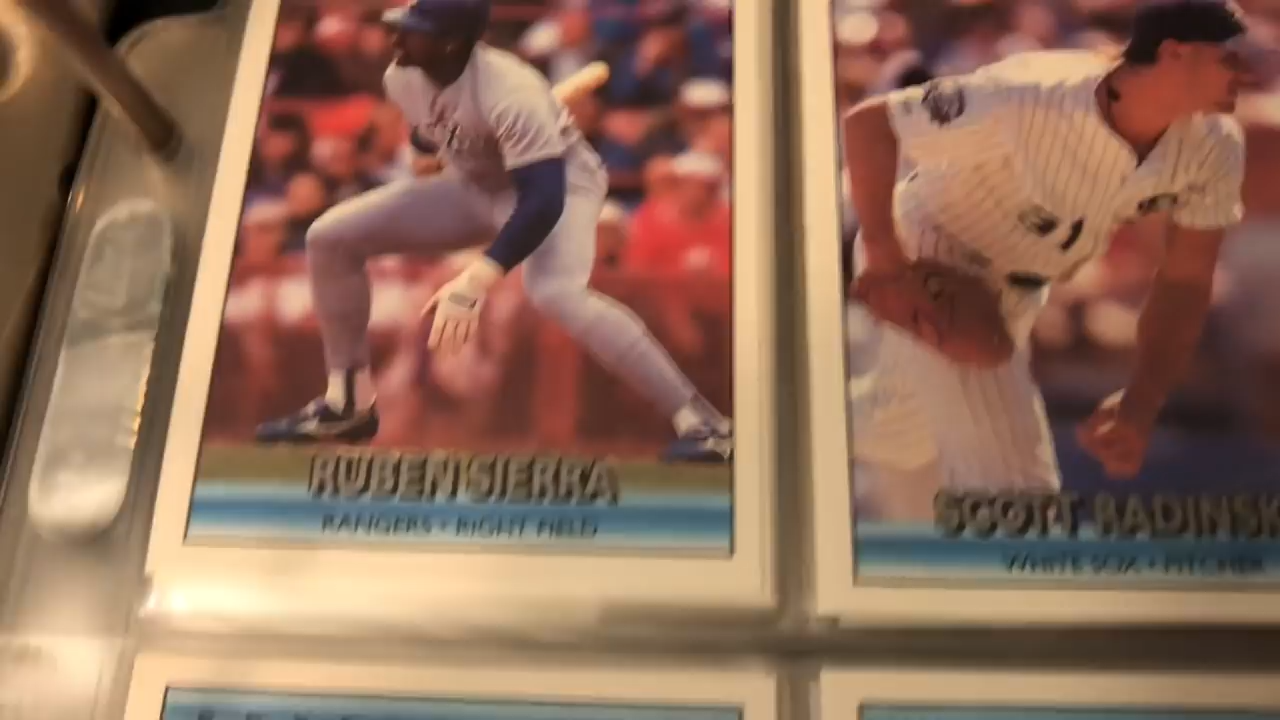 RUBEN SIERRA
RANGERS • RIGHT FIELD
SCOTT RADINSK
WHITE SOX • PITCHER